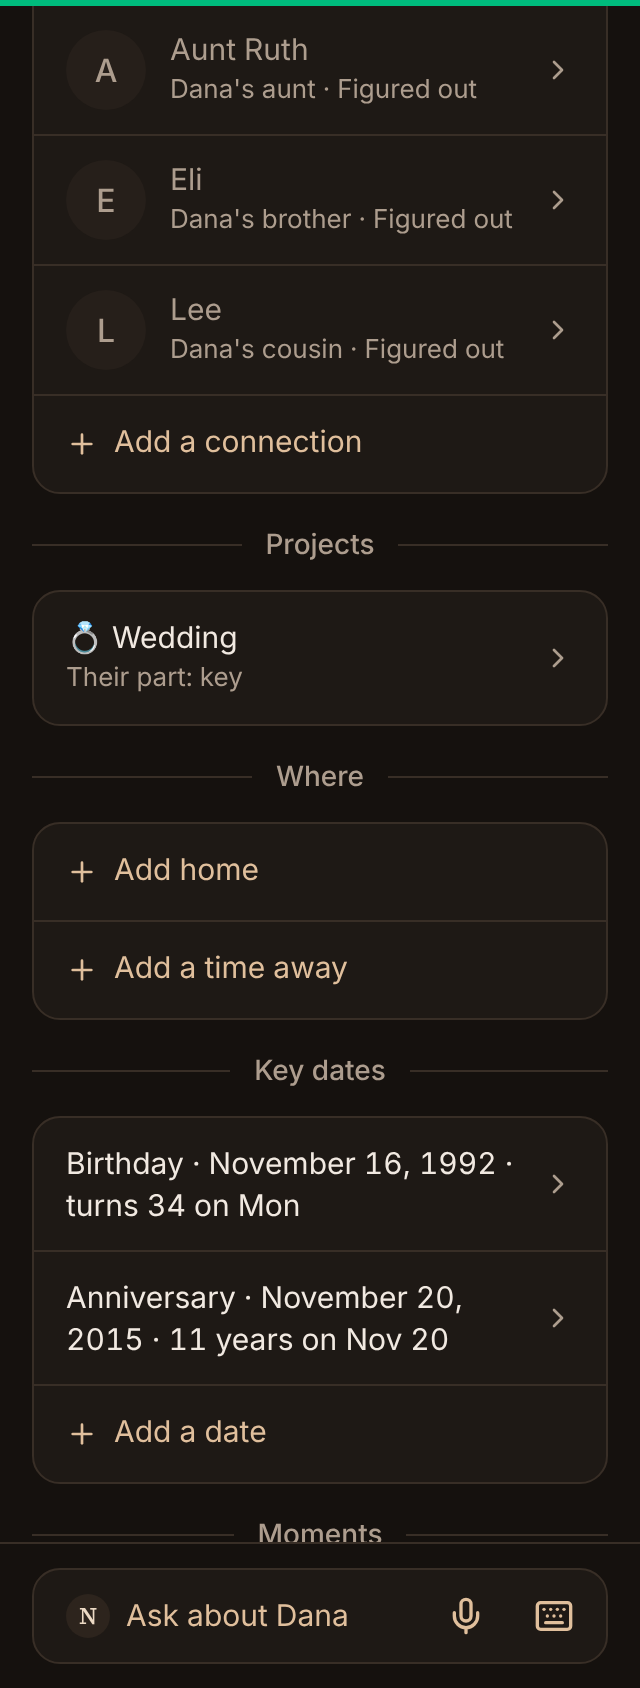 A
Aunt Ruth
Dana's aunt · Figured out
E
Eli
Dana's brother · Figured out
L
Lee
Dana's cousin · Figured out
+ Add a connection
Projects
💍 Wedding
Their part: key
Where
+ Add home
+ Add a time away
Key dates
Birthday · November 16, 1992 ·
turns 34 on Mon
Anniversary · November 20,
2015 · 11 years on Nov 20
+ Add a date
Moments
N Ask about Dana